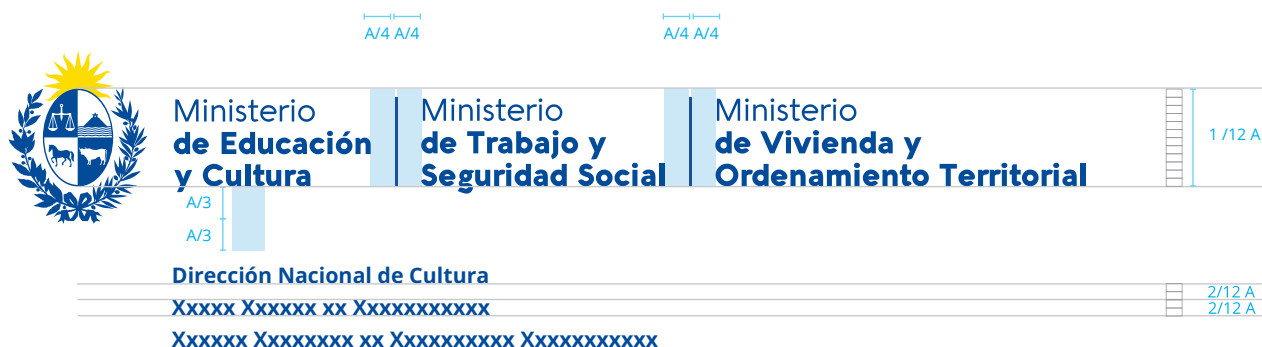 A/4 A/4 A/4 A/4
Ministerio
de Educación
y Cultura
Ministerio
de Trabajo y
Seguridad Social
Ministerio
de Vivienda y
Ordenamiento Territorial
1 /12 A
A/3
A/3
Dirección Nacional de Cultura
Xxxxx Xxxxxx xx Xxxxxxxxxxx
Xxxxxx Xxxxxxxx xx Xxxxxxxxxx Xxxxxxxxxxx
2/12 A
2/12 A